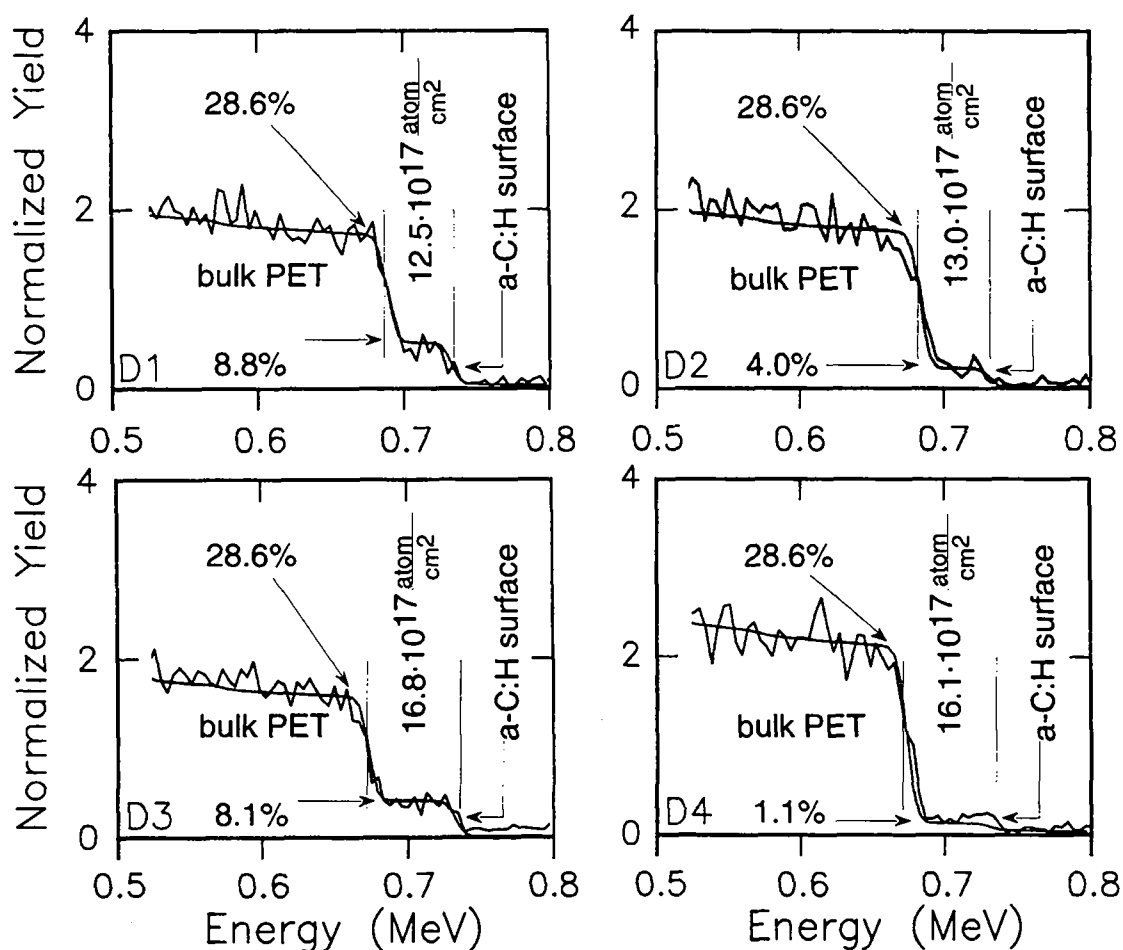 Normalized Yield
4
2
0
28.6%
12.5·10^17 atom/cm^2
a-C:H surface
bulk PET
D1
8.8%
0.5
0.6
0.7
0.8
4
2
0
28.6%
13.0·10^17 atom/cm^2
a-C:H surface
bulk PET
D2
4.0%
0.5
0.6
0.7
0.8
Normalized Yield
4
2
0
28.6%
16.8·10^17 atom/cm^2
a-C:H surface
bulk PET
D3
8.1%
0.5
0.6
0.7
0.8
Energy (MeV)
4
2
0
28.6%
16.1·10^17 atom/cm^2
a-C:H surface
bulk PET
D4
1.1%
0.5
0.6
0.7
0.8
Energy (MeV)